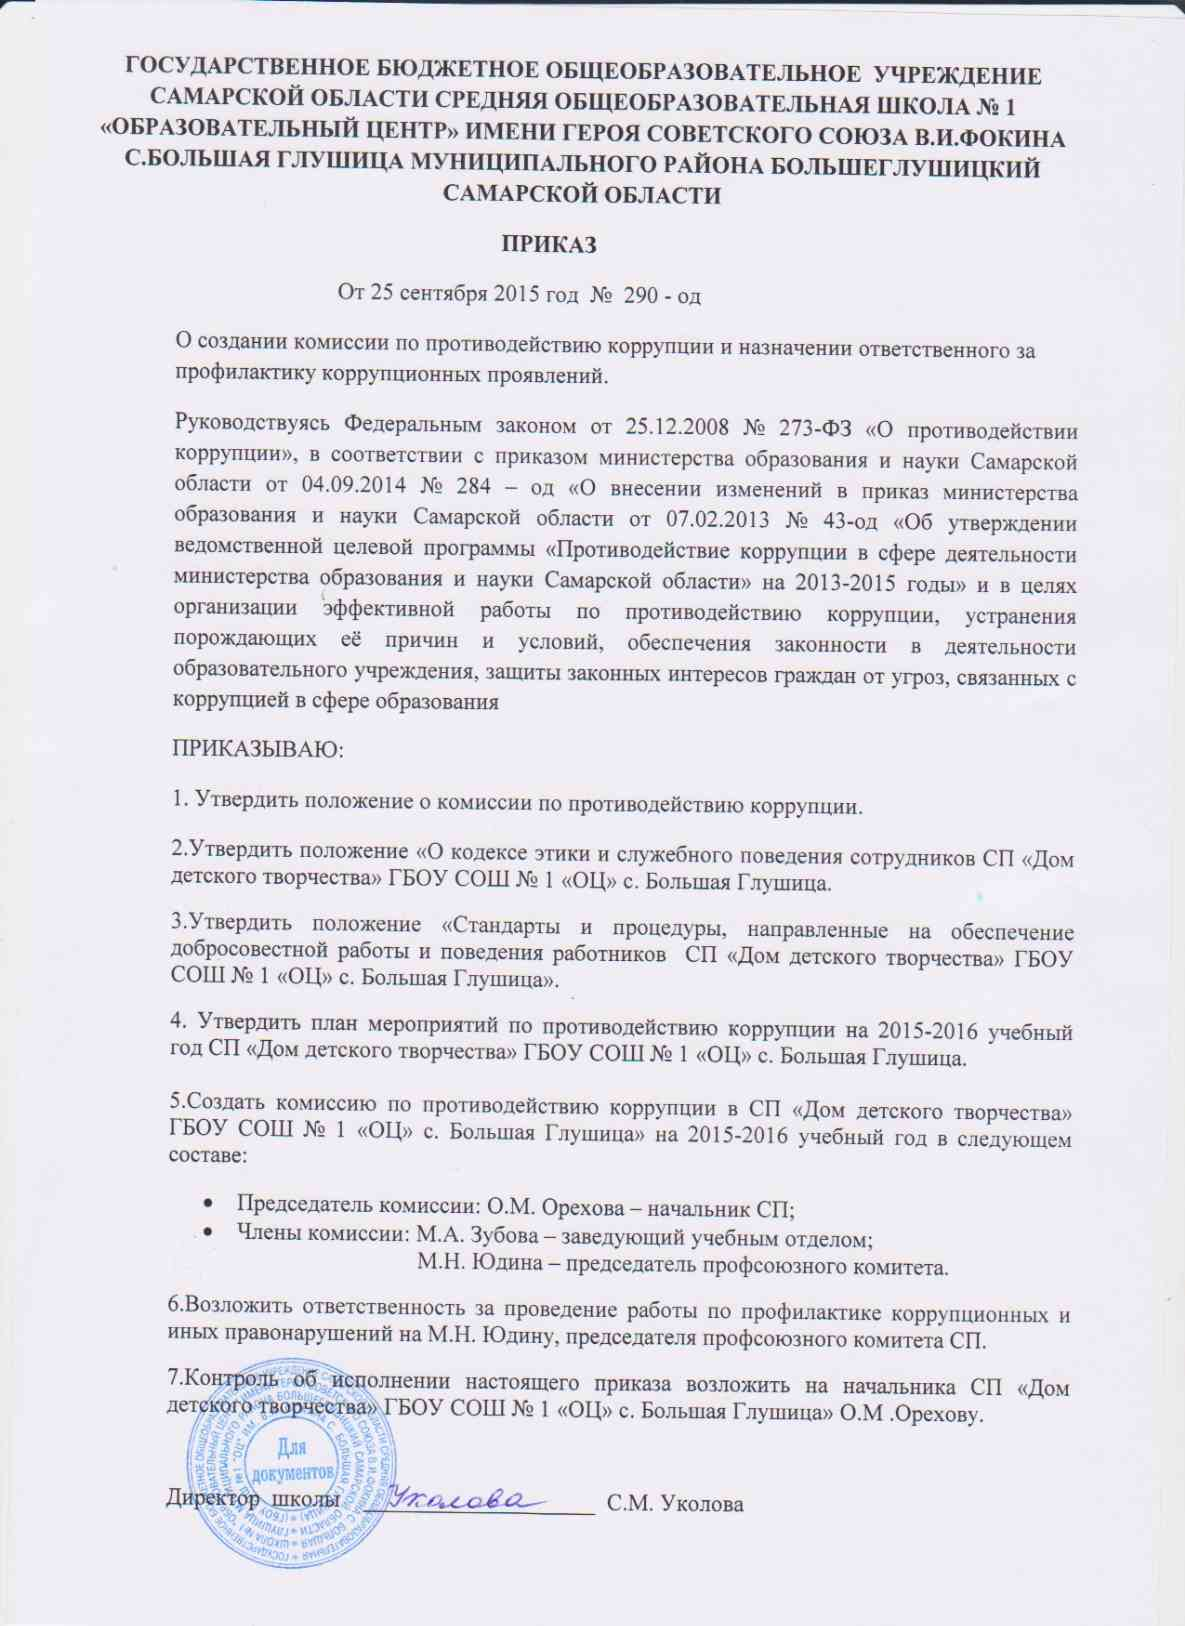 ГОСУДАРСТВЕННОЕ БЮДЖЕТНОЕ ОБЩЕОБРАЗОВАТЕЛЬНОЕ УЧРЕЖДЕНИЕ
САМАРСКОЙ ОБЛАСТИ СРЕДНЯЯ ОБЩЕОБРАЗОВАТЕЛЬНАЯ ШКОЛА № 1
«ОБРАЗОВАТЕЛЬНЫЙ ЦЕНТР» ИМЕНИ ГЕРОЯ СОВЕТСКОГО СОЮЗА В.И.ФОКИНА
С.БОЛЬШАЯ ГЛУШИЦА МУНИЦИПАЛЬНОГО РАЙОНА БОЛЬШЕГЛУШИЦКИЙ
САМАРСКОЙ ОБЛАСТИ
ПРИКАЗ
От 25 сентября 2015 год № 290 - од
О создании комиссии по противодействию коррупции и назначении ответственного за
профилактику коррупционных проявлений.
Руководствуясь Федеральным законом от 25.12.2008 № 273-ФЗ «О противодействии
коррупции», в соответствии с приказом министерства образования и науки Самарской
области от 04.09.2014 № 284 – од «О внесении изменений в приказ министерства
образования и науки Самарской области от 07.02.2013 № 43-од «Об утверждении
ведомственной целевой программы «Противодействие коррупции в сфере деятельности
министерства образования и науки Самарской области» на 2013-2015 годы» и в целях
организации эффективной работы по противодействию коррупции, устранения
порождающих её причин и условий, обеспечения законности в деятельности
образовательного учреждения, защиты законных интересов граждан от угроз, связанных с
коррупцией в сфере образования
ПРИКАЗЫВАЮ:
1. Утвердить положение о комиссии по противодействию коррупции.
2.Утвердить положение «О кодексе этики и служебного поведения сотрудников СП «Дом
детского творчества» ГБОУ СОШ № 1 «ОЦ» с. Большая Глушица.
3.Утвердить положение «Стандарты и процедуры, направленные на обеспечение
добросовестной работы и поведения работников СП «Дом детского творчества» ГБОУ
СОШ № 1 «ОЦ» с. Большая Глушица».
4. Утвердить план мероприятий по противодействию коррупции на 2015-2016 учебный
год СП «Дом детского творчества» ГБОУ СОШ № 1 «ОЦ» с. Большая Глушица.
5.Создать комиссию по противодействию коррупции в СП «Дом детского творчества»
ГБОУ СОШ № 1 «ОЦ» с. Большая Глушица» на 2015-2016 учебный год в следующем
составе:
• Председатель комиссии: О.М. Орехова – начальник СП;
• Члены комиссии: М.А. Зубова – заведующий учебным отделом;
М.Н. Юдина – председатель профсоюзного комитета.
6.Возложить ответственность за проведение работы по профилактике коррупционных и
иных правонарушений на М.Н. Юдину, председателя профсоюзного комитета СП.
7.Контроль об исполнении настоящего приказа возложить на начальника СП «Дом
детского творчества» ГБОУ СОШ № 1 «ОЦ» с. Большая Глушица» О.М .Орехову.
Для
документов
Директор школы Уколова С.М. Уколова